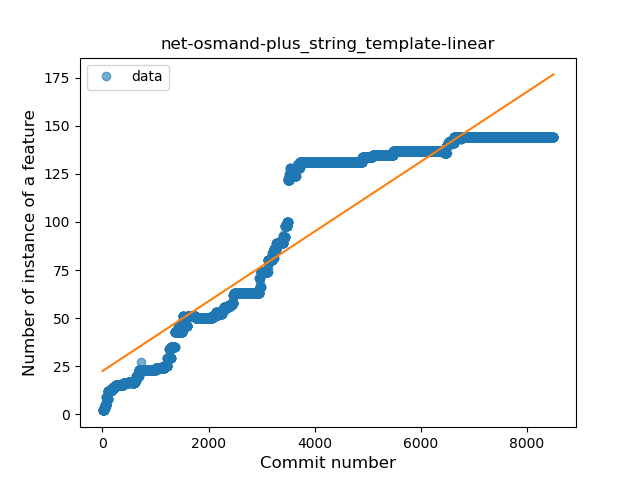 net-osmand-plus_string_template-linear
data
Number of instance of a feature
175
150
125
100
75
50
25
0
0 2000 4000 6000 8000
Commit number